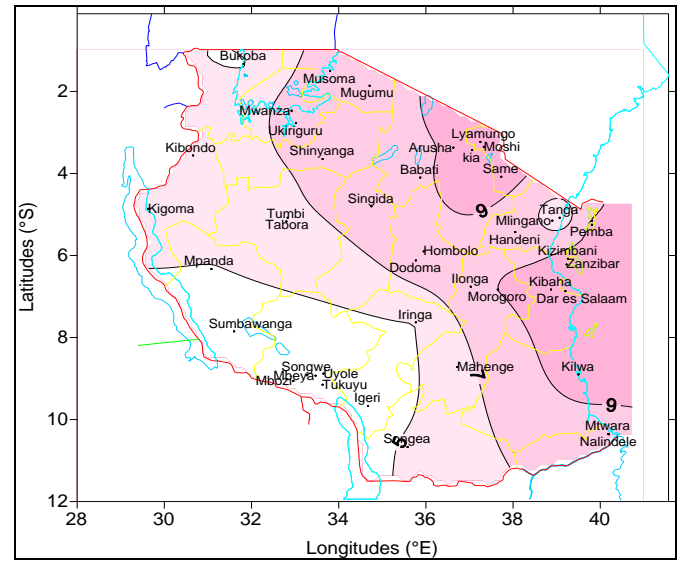 Bukoba
Musoma
Mugumu
2
Mwanza
Ukiriguru
Lyamungo
Kibondo
Shinyanga
Arusha
Moshi
kia
4
Babati
Same
Singida
9
Kigoma
Tumbi
Tabora
Tanga
Mlingano
Pemba
Handeni
Hombolo
Kizimbani
6
Mpanda
Dodoma
Zanzibar
Ilonga
Kibaha
Morogoro
Dar es Salaam
Iringa
Sumbawanga
8
Songwe
Mahenge
7
Kilwa
Mbeya
Uyole
Mbozi
Tukuyu
Igeri
9
10
Mtwara
Songea
5
Nalindele
12
28
30
32
34
36
38
40
Longitudes (°E)
Latitudes (°S)